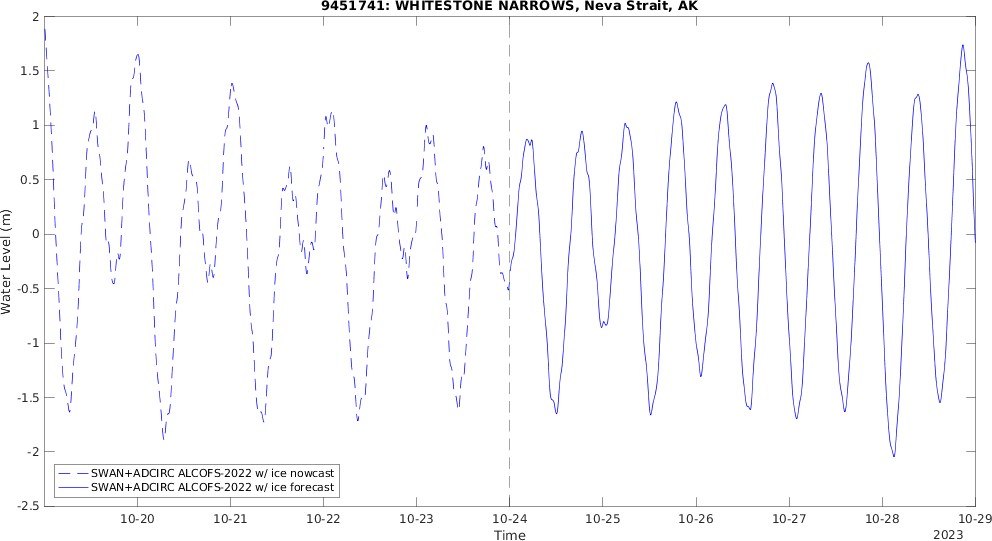 9451741: WHITESTONE NARROWS, Neva Strait, AK
2
1.5
1
0.5
0
-0.5
-1
-1.5
-2
-2.5
Water Level (m)
SWAN+ADCIRC ALCOFS-2022 w/ ice nowcast
SWAN+ADCIRC ALCOFS-2022 w/ ice forecast
10-20 10-21 10-22 10-23 10-24 10-25 10-26 10-27 10-28 10-29
Time
2023